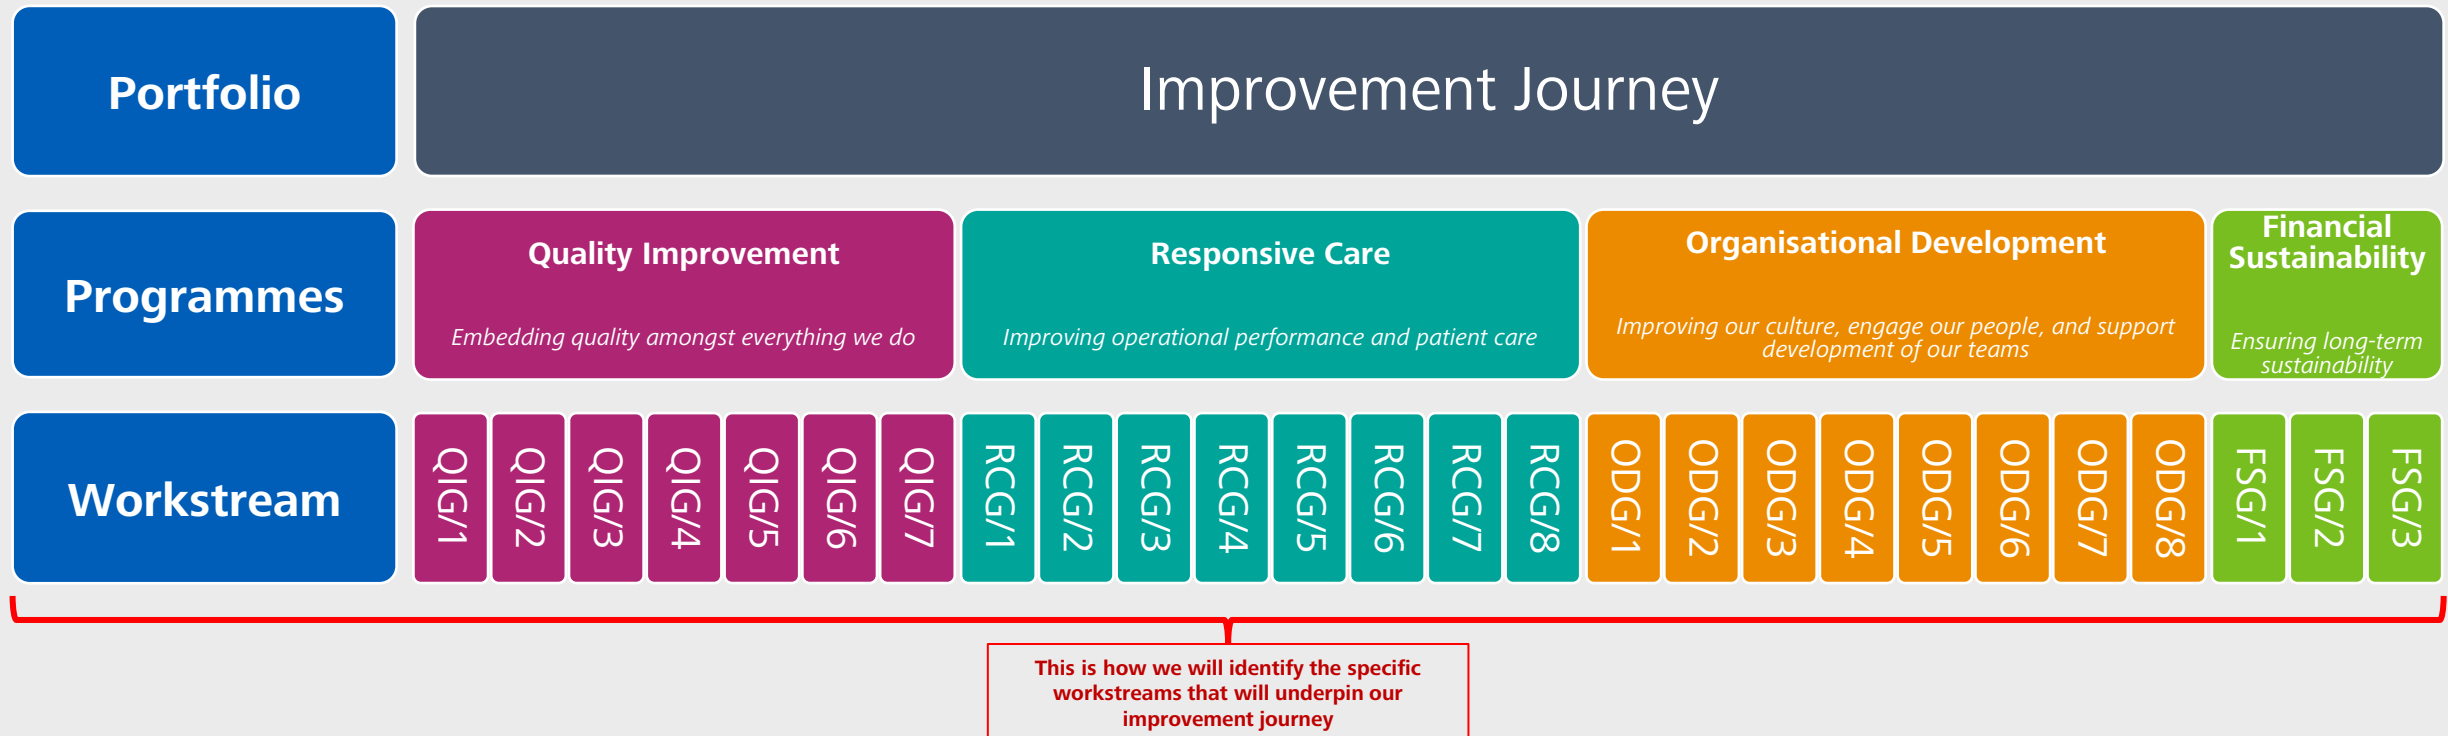 Portfolio
Improvement Journey
Programmes
Quality Improvement
Embedding quality amongst everything we do
Responsive Care
Improving operational performance and patient care
Organisational Development
Improving our culture, engage our people, and support
development of our teams
Financial
Sustainability
Ensuring long-term
sustainability
Workstream
QIG/1
QIG/2
QIG/3
QIG/4
QIG/5
QIG/6
QIG/7
RCG/1
RCG/2
RCG/3
RCG/4
RCG/5
RCG/6
RCG/7
RCG/8
ODG/1
ODG/2
ODG/3
ODG/4
ODG/5
ODG/6
ODG/7
ODG/8
FSG/1
FSG/2
FSG/3
This is how we will identify the specific
workstreams that will underpin our
improvement journey